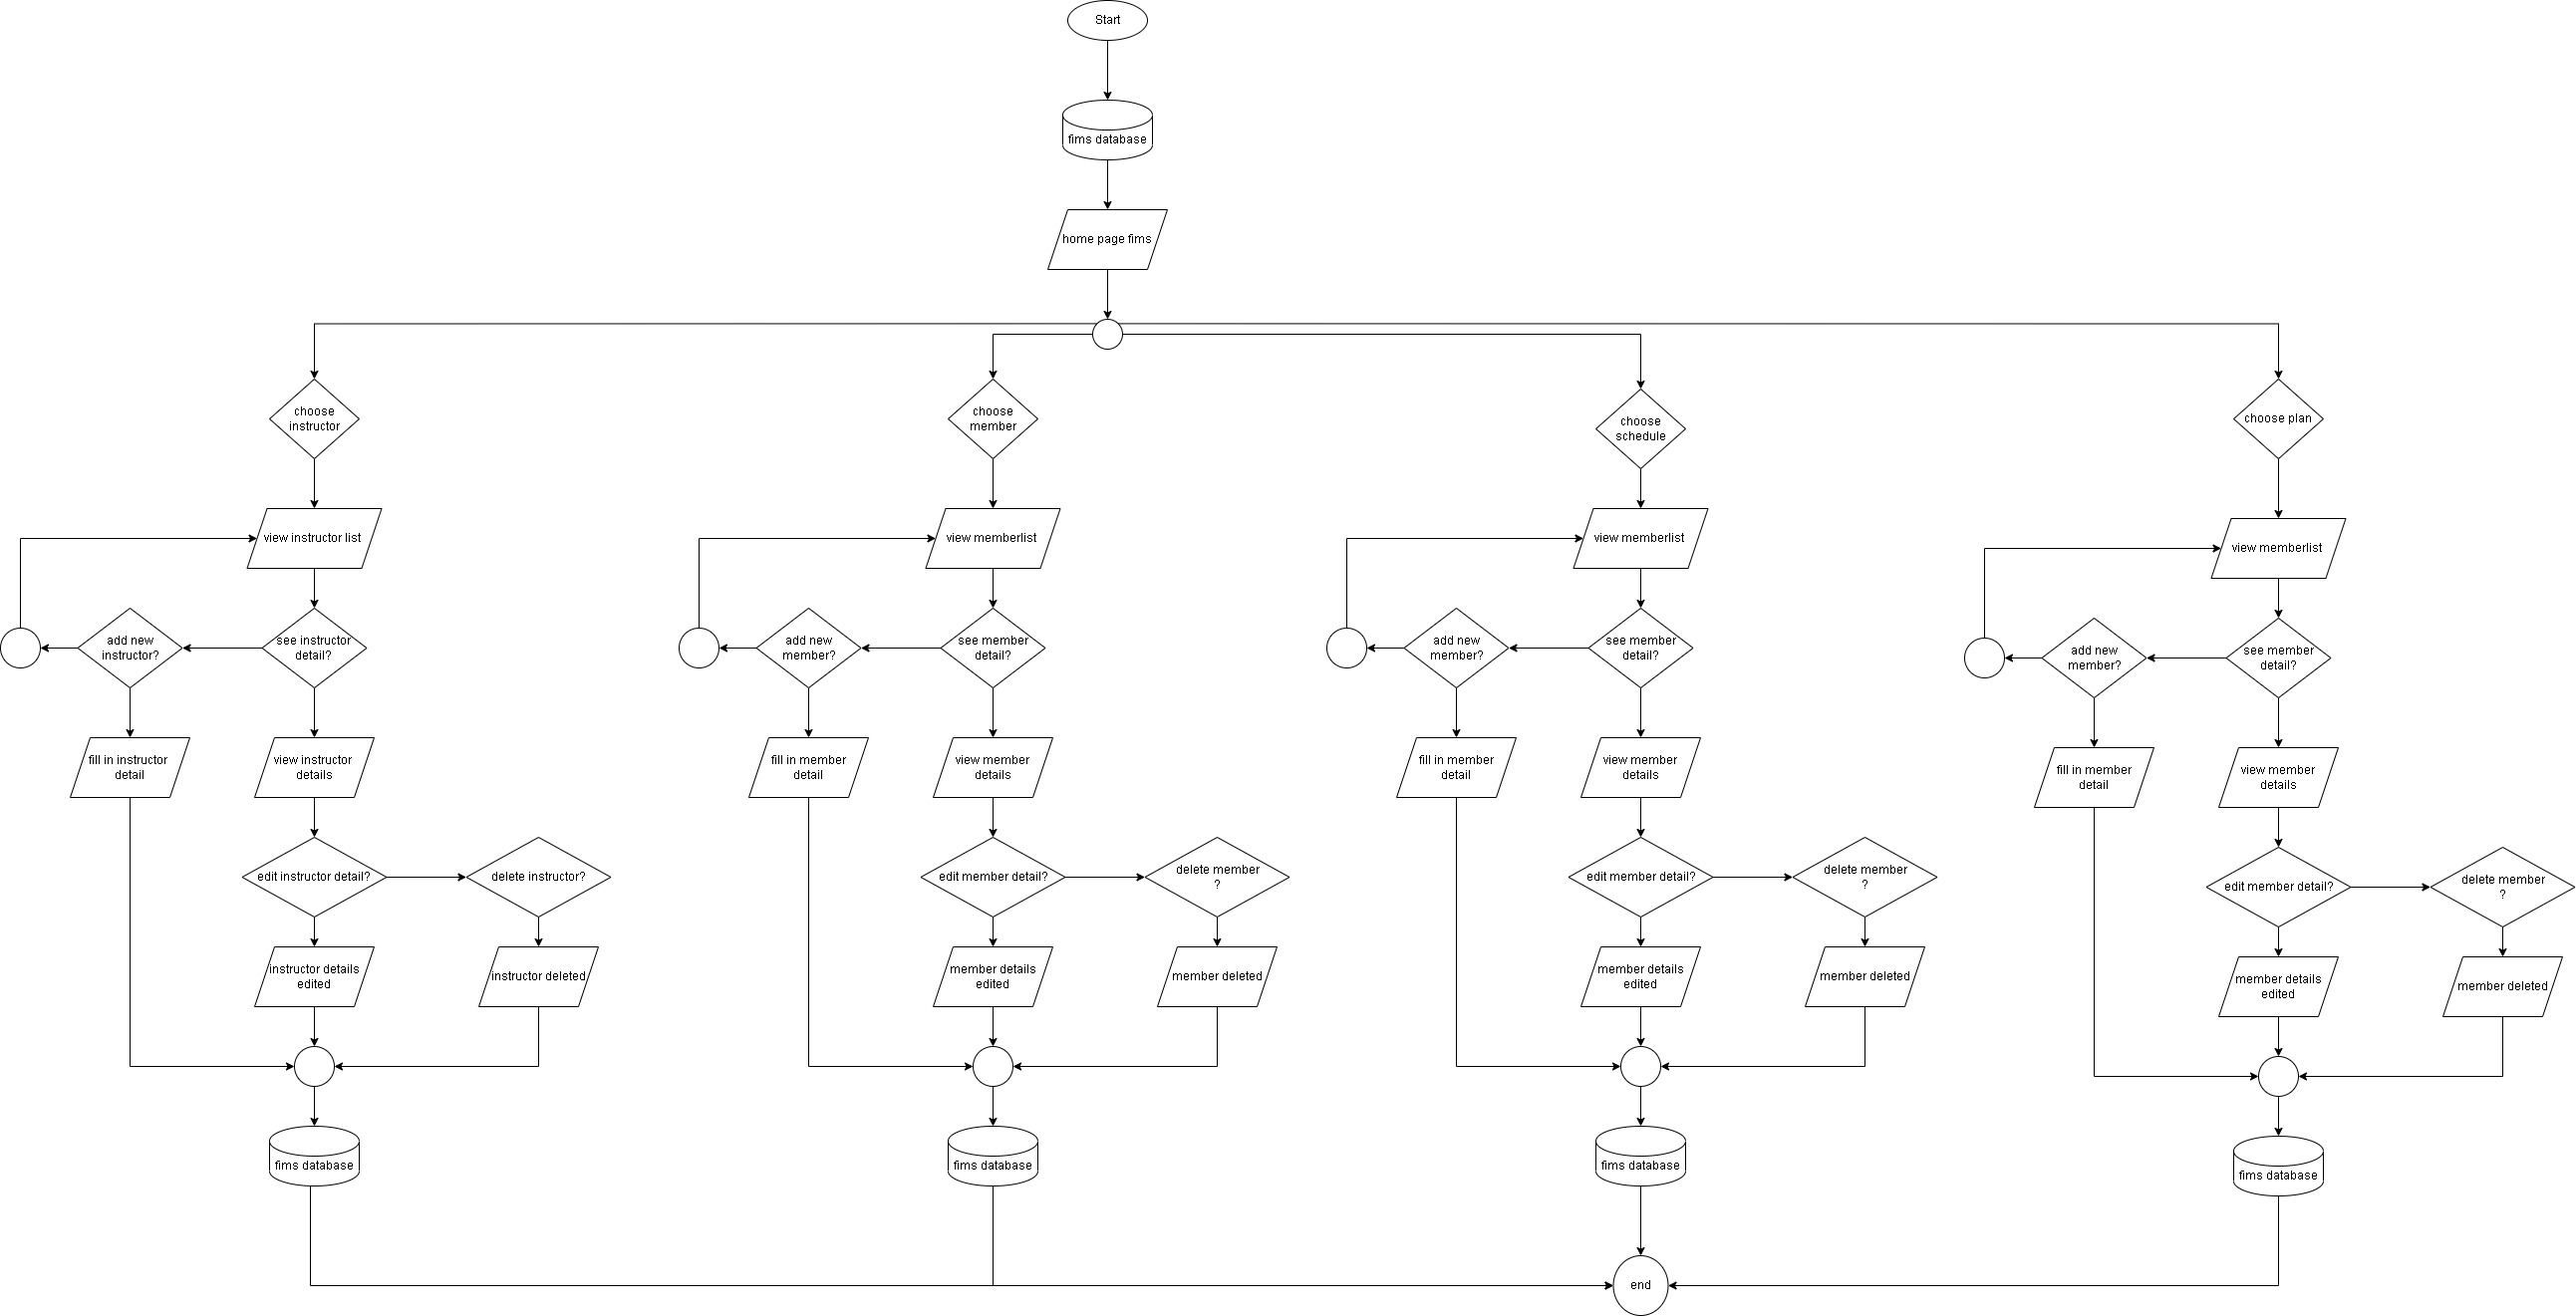 Start
fims database
home page fims
choose
instructor
choose
member
choose
schedule
choose plan
view instructor list
view memberlist
view memberlist
view memberlist
add new
instructor?
see instructor
detail?
add new
member?
see member
detail?
add new
member?
see member
detail?
add new
member?
see member
detail?
fill in instructor
detail
view instructor
details
fill in member
detail
view member
details
fill in member
detail
view member
details
fill in member
detail
view member
details
edit instructor detail?
delete instructor?
edit member detail?
delete member
?
edit member detail?
delete member
?
edit member detail?
delete member
?
instructor details
edited
instructor deleted
member details
edited
member deleted
member details
edited
member deleted
member details
edited
member deleted
fims database
fims database
fims database
fims database
end